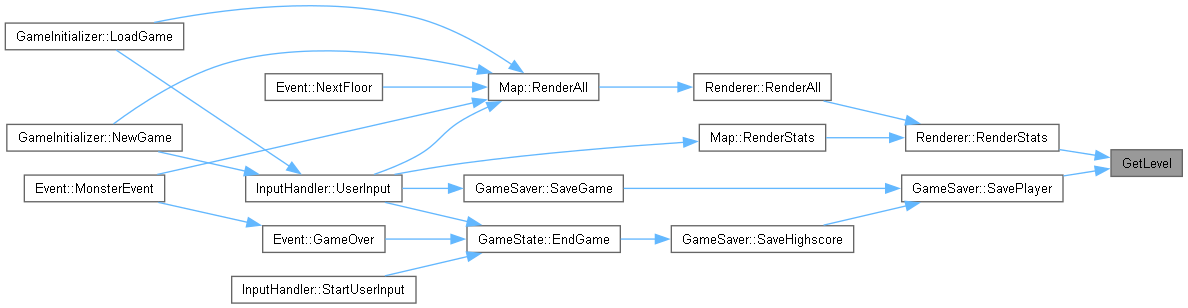 GameInitializer::LoadGame
Event::NextFloor
Map::RenderAll
Renderer::RenderAll
GameInitializer::NewGame
Map::RenderStats
Renderer::RenderStats
GetLevel
Event::MonsterEvent
InputHandler::UserInput
GameSaver::SaveGame
GameSaver::SavePlayer
Event::GameOver
GameState::EndGame
GameSaver::SaveHighscore
InputHandler::StartUserInput